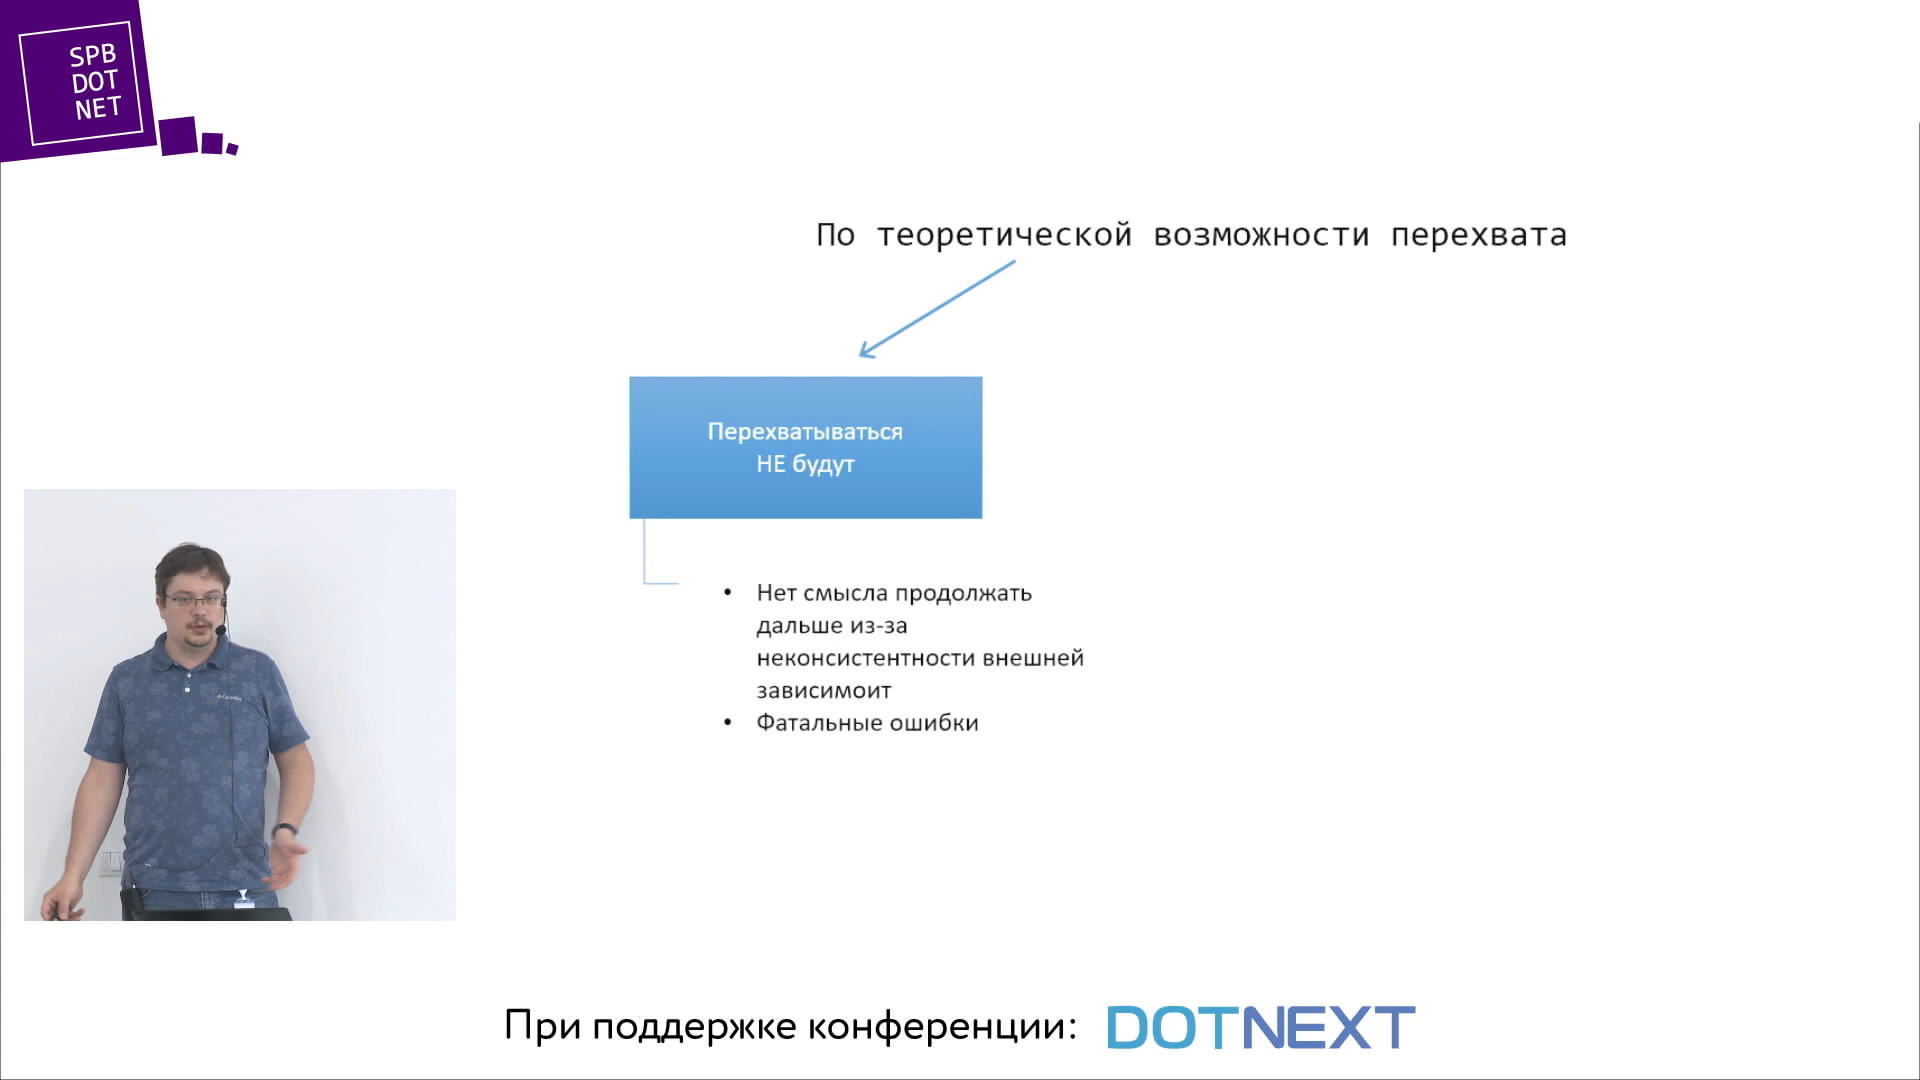 SPB
DOT
NET
По теоретической возможности перехвата
Перехватываться
НЕ будут
• Нет смысла продолжать
дальше из-за
неконсистентности внешней
зависимоит
• Фатальные ошибки
При поддержке конференции: DOTNEXT